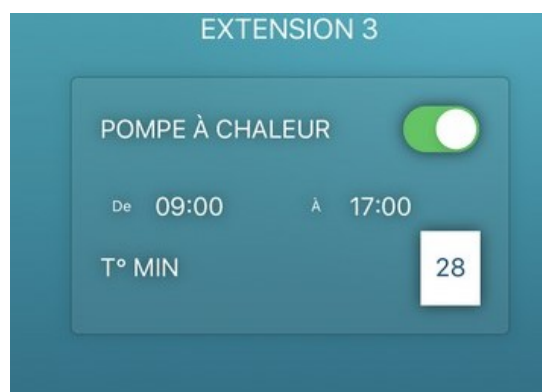 EXTENSION 3
POMPE À CHALEUR
De 09:00 À 17:00
T° MIN 28